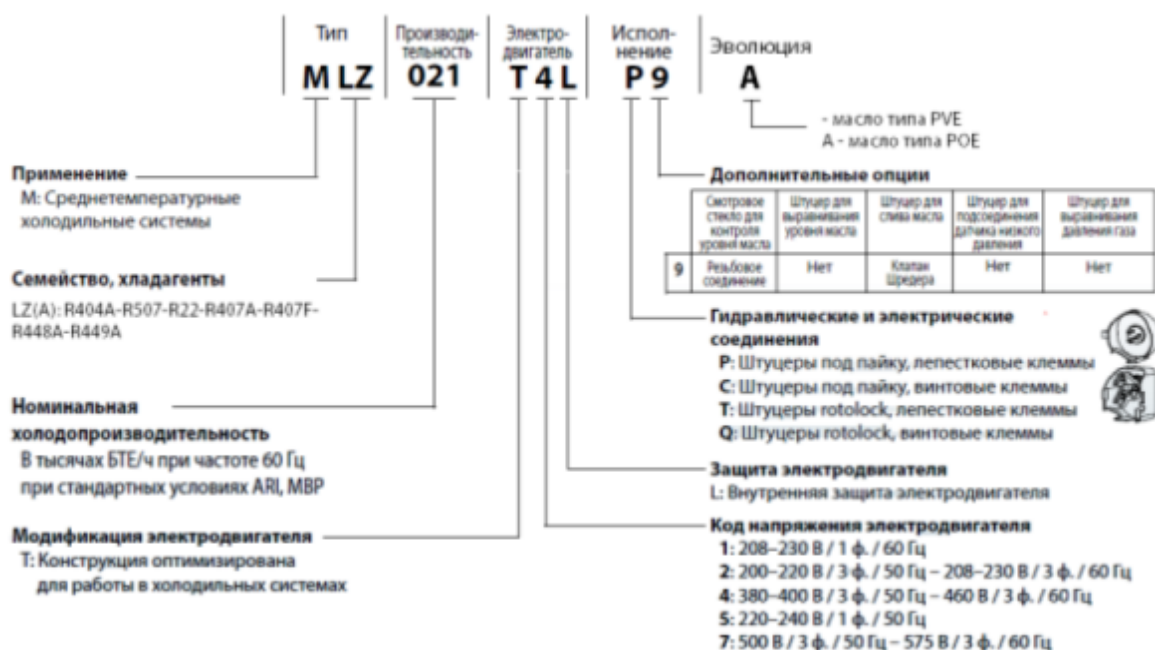 Тип
Производи-
тельность
Электро-
двигатель
Испол-
нение
Эволюция
M LZ 021 T 4 L P 9 A
- масло типа PVE
A - масло типа POE
Применение
M: Среднетемпературные
холодильные системы
Семейство, хладагенты
LZ(A): R404A-R507-R22-R407A-R407F-
R448A-R449A
Номинальная
холодопроизводительность
В тысячах БТЕ/ч при частоте 60 Гц
при стандартных условиях ARI, MBP
Модификация электродвигателя
T: Конструкция оптимизирована
для работы в холодильных системах
Дополнительные опции
Смотровое
стекло для
контроля
уровня масла
Штуцер для
выравнивания
уровня масла
Штуцер для
слива масла
Штуцер для
подсоединения
датчика низкого
давления
Штуцер для
выравнивания
давления газа
9
Резьбовое
соединение
Нет
Клапан
Шредера
Нет
Нет
Гидравлические и электрические
соединения
P: Штуцеры под пайку, лепестковые клеммы
C: Штуцеры под пайку, винтовые клеммы
T: Штуцеры rotolock, лепестковые клеммы
Q: Штуцеры rotolock, винтовые клеммы
Защита электродвигателя
L: Внутренняя защита электродвигателя
Код напряжения электродвигателя
1: 208–230 В / 1 ф. / 60 Гц
2: 200–220 В / 3 ф. / 50 Гц – 208–230 В / 3 ф. / 60 Гц
4: 380–400 В / 3 ф. / 50 Гц – 460 В / 3 ф. / 60 Гц
5: 220–240 В / 1 ф. / 50 Гц
7: 500 В / 3 ф. / 50 Гц – 575 В / 3 ф. / 60 Гц